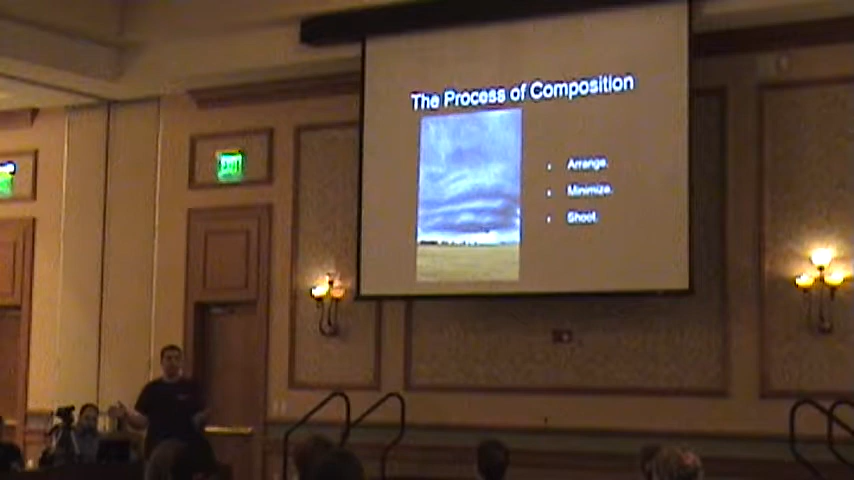 The Process of Composition
Arrange.
Minimize.
Shoot.
EXIT